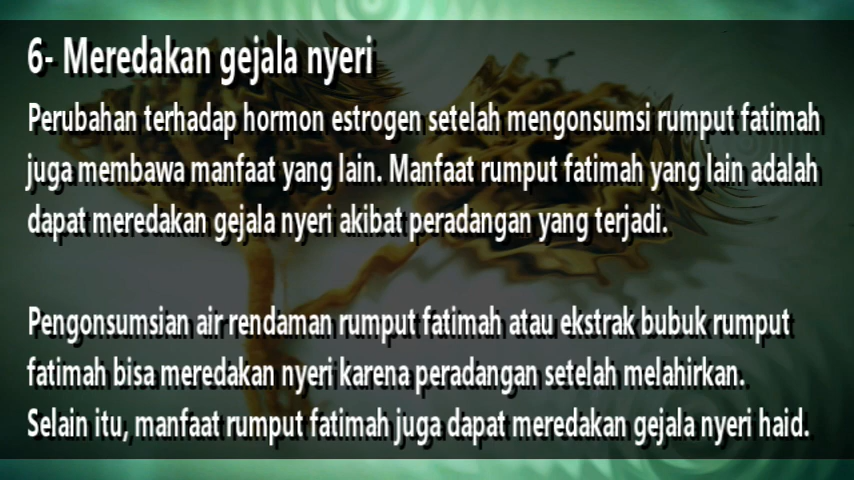 6- Meredakan gejala nyeri
Perubahan terhadap hormon estrogen setelah mengonsumsi rumput fatimah
juga membawa manfaat yang lain. Manfaat rumput fatimah yang lain adalah
dapat meredakan gejala nyeri akibat peradangan yang terjadi.
Pengonsumsian air rendaman rumput fatimah atau ekstrak bubuk rumput
fatimah bisa meredakan nyeri karena peradangan setelah melahirkan.
Selain itu, manfaat rumput fatimah juga dapat meredakan gejala nyeri haid.